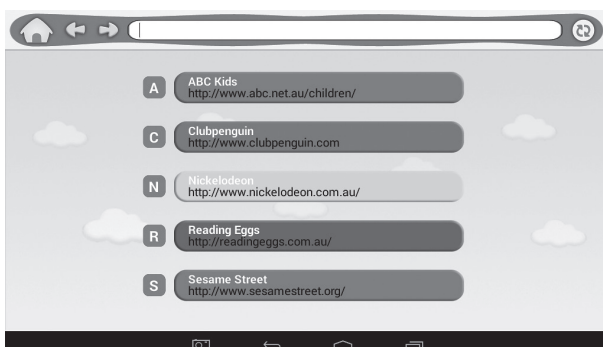 A
ABC Kids
http://www.abc.net.au/children/
C
Clubpenguin
http://www.clubpenguin.com
N
Nickelodeon
http://www.nickelodeon.com.au/
R
Reading Eggs
http://readingeggs.com.au/
S
Sesame Street
http://www.sesamestreet.org/